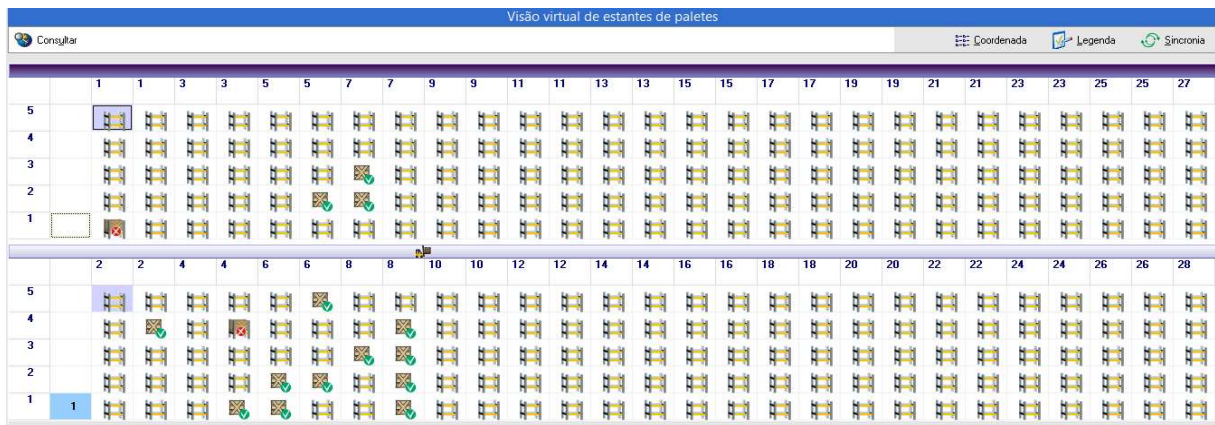 Visão virtual de estantes de paletes
Consultar Coordenada Legenda Sincronia
1 1 3 3 5 5 7 7 9 9 11 11 13 13 15 15 17 17 19 19 21 21 23 23 25 25 27
5
4
3
2
1
2 2 4 4 6 6 8 8 10 10 12 12 14 14 16 16 18 18 20 20 22 22 24 24 26 26 28
5
4
3
2
1 1